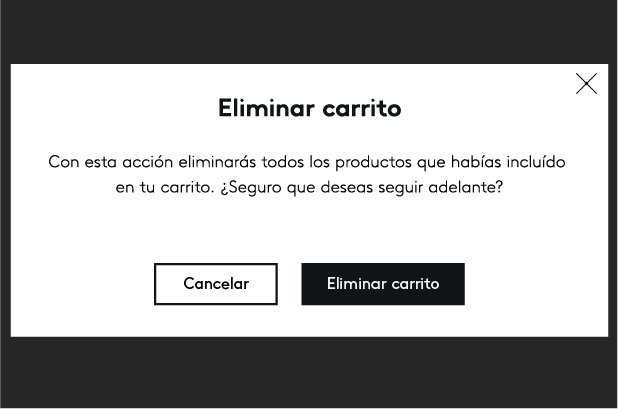 Eliminar carrito
Con esta acción eliminarás todos los productos que habías incluído
en tu carrito. ¿Seguro que deseas seguir adelante?
Cancelar
Eliminar carrito